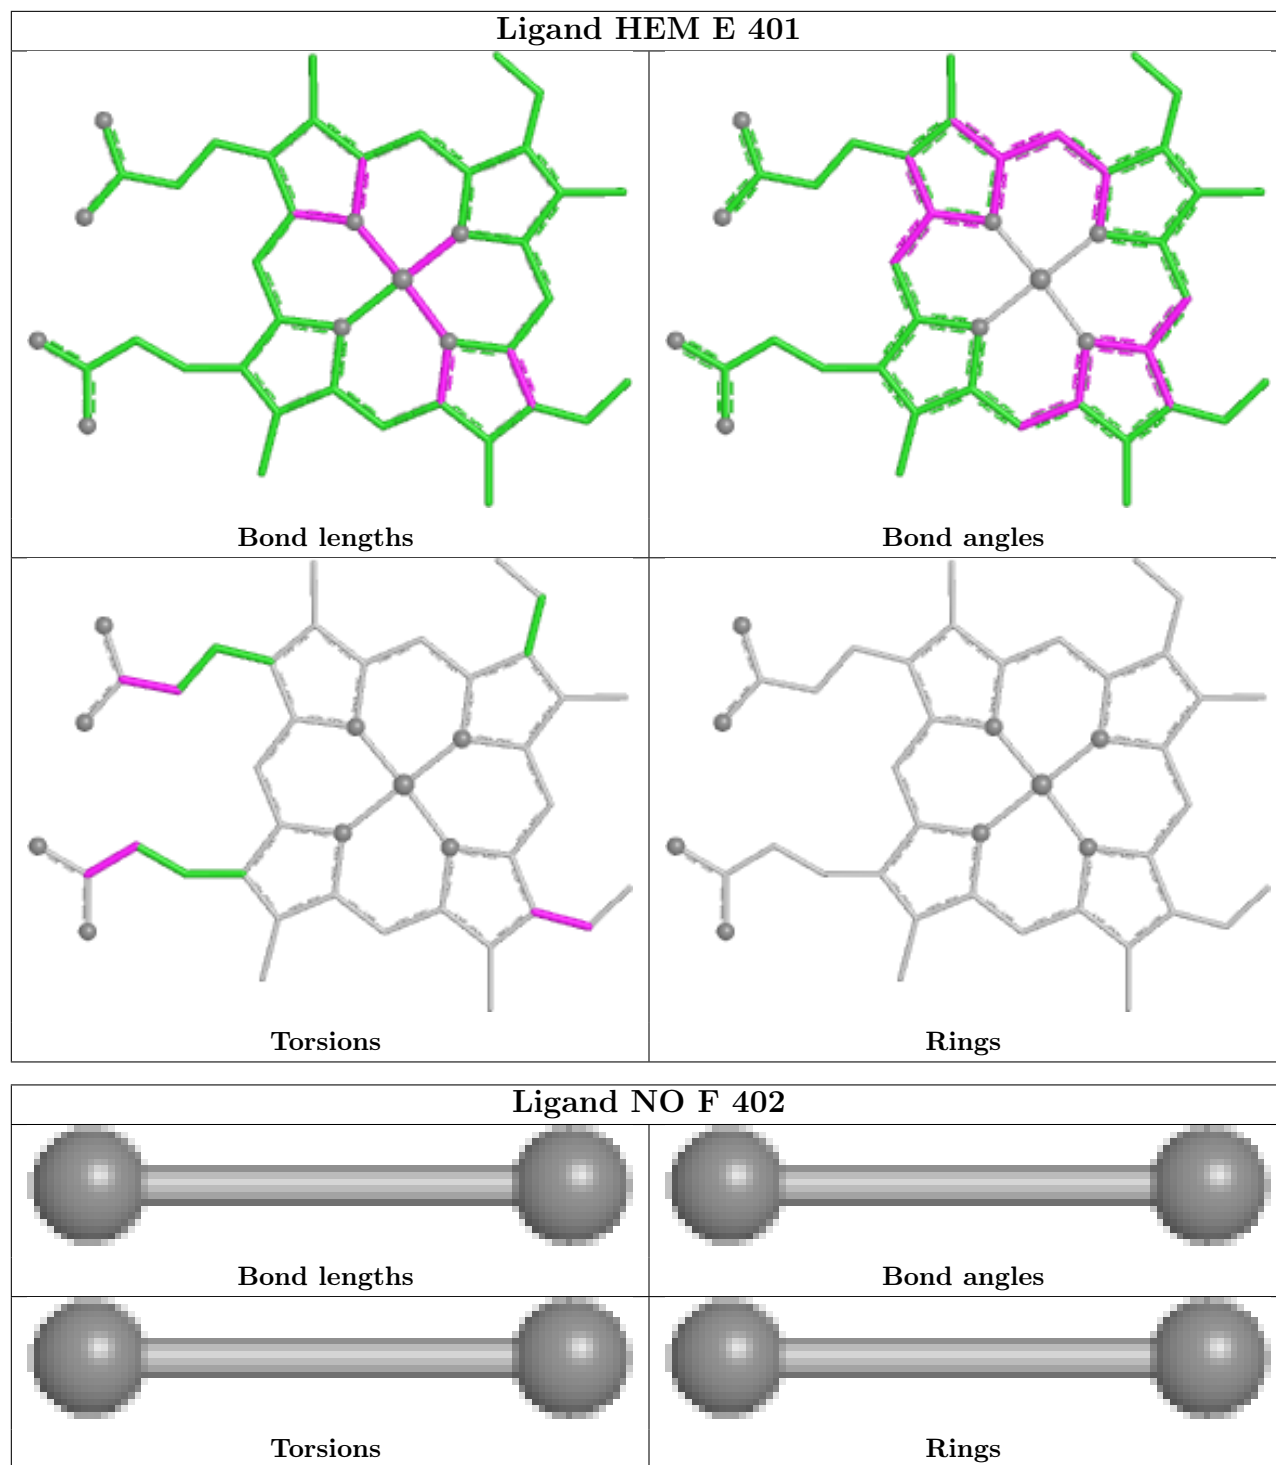 Ligand HEM E 401
Bond lengths
Bond angles
Torsions
Rings
Ligand NO F 402
Bond lengths
Bond angles
Torsions
Rings